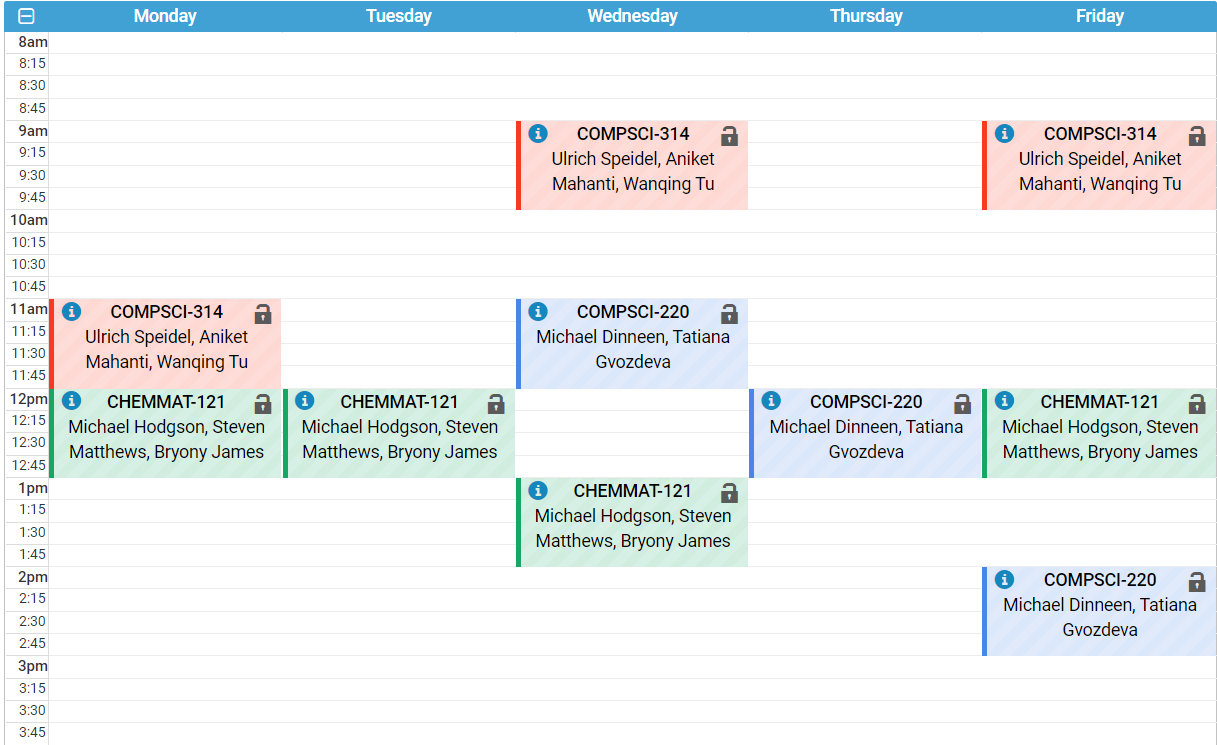 Monday Tuesday Wednesday Thursday Friday
8am
8:15
8:30
8:45
9am
COMPSCI-314
Ulrich Speidel, Aniket
Mahanti, Wanqing Tu
COMPSCI-314
Ulrich Speidel, Aniket
Mahanti, Wanqing Tu
9:15
9:30
9:45
10am
10:15
10:30
10:45
11am
COMPSCI-314
Ulrich Speidel, Aniket
Mahanti, Wanqing Tu
COMPSCI-220
Michael Dinneen, Tatiana
Gvozdeva
11:15
11:30
11:45
12pm
CHEMMAT-121
Michael Hodgson, Steven
Matthews, Bryony James
CHEMMAT-121
Michael Hodgson, Steven
Matthews, Bryony James
COMPSCI-220
Michael Dinneen, Tatiana
Gvozdeva
CHEMMAT-121
Michael Hodgson, Steven
Matthews, Bryony James
12:15
12:30
12:45
1pm
CHEMMAT-121
Michael Hodgson, Steven
Matthews, Bryony James
1:15
1:30
1:45
2pm
COMPSCI-220
Michael Dinneen, Tatiana
Gvozdeva
2:15
2:30
2:45
3pm
3:15
3:30
3:45